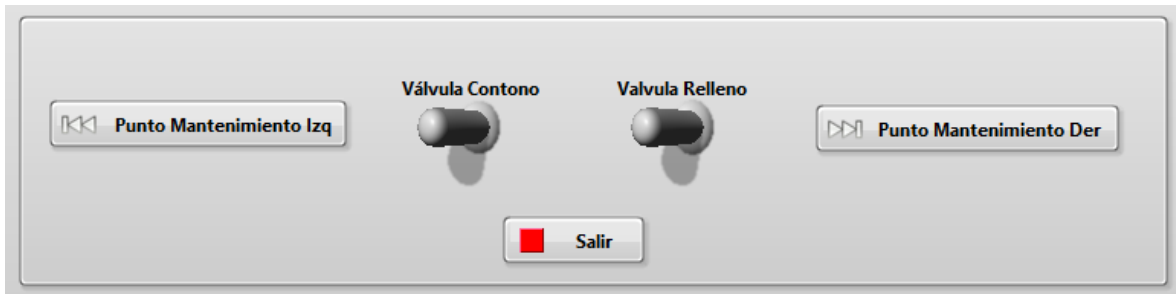 Válvula Contono
Valvula Relleno
Punto Mantenimiento Izq
Punto Mantenimiento Der
Salir